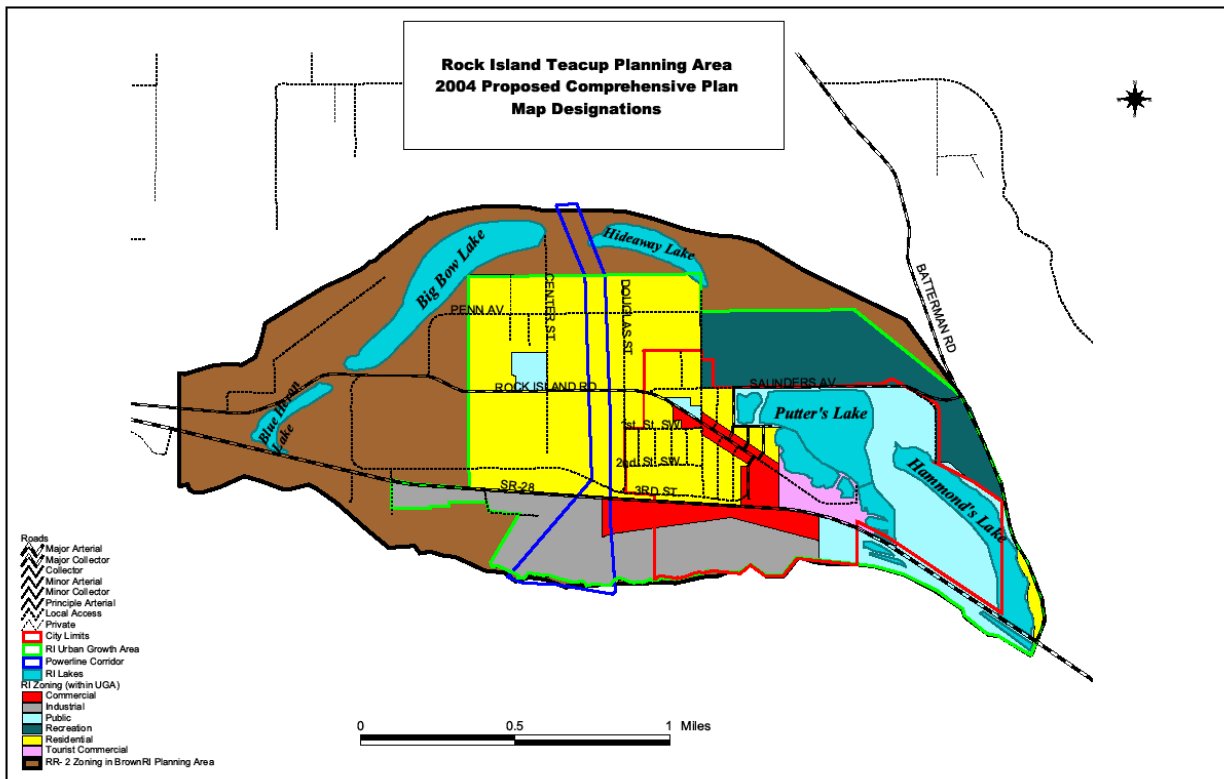 Rock Island Teacup Planning Area
2004 Proposed Comprehensive Plan
Map Designations
Big Bow Lake
Hideaway Lake
BATTERMAN RD
CENTER ST
DOUGLAS ST
PENN AV
ROCK ISLAND RD
SAUNDERS AV
Blue Heron
Lake
Putter's Lake
1st. St. SW
2nd St. SW
Hammond's Lake
SR-28
3RD ST
Roads
Major Arterial
Major Collector
Collector
Minor Arterial
Minor Collector
Principle Arterial
Local Access
Private
City Limits
RI Urban Growth Area
Powerline Corridor
RI Lakes
RI Zoning (within UGA)
Commercial
Industrial
Public
Recreation
Residential
Tourist Commercial
RR- 2 Zoning in BrownRI Planning Area
0 0.5 1 Miles